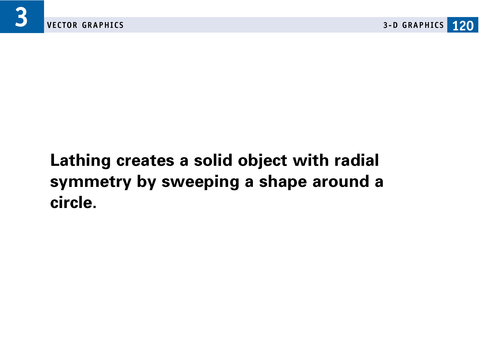 3
VECTOR GRAPHICS
3-D GRAPHICS 120
Lathing creates a solid object with radial
symmetry by sweeping a shape around a
circle.